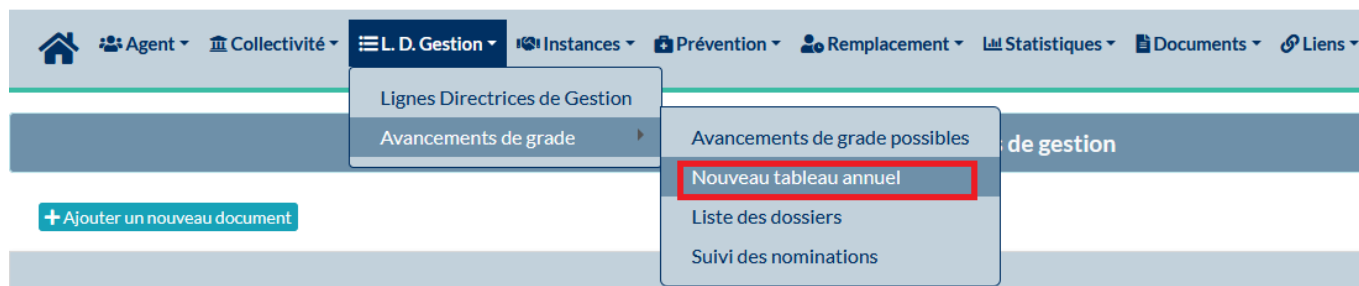 Agent Collectivité L. D. Gestion Instances Prévention Remplacement Statistiques Documents Liens
Lignes Directrices de Gestion
Avancements de grade
Avancements de grade possibles
de gestion
Nouveau tableau annuel
+ Ajouter un nouveau document
Liste des dossiers
Suivi des nominations